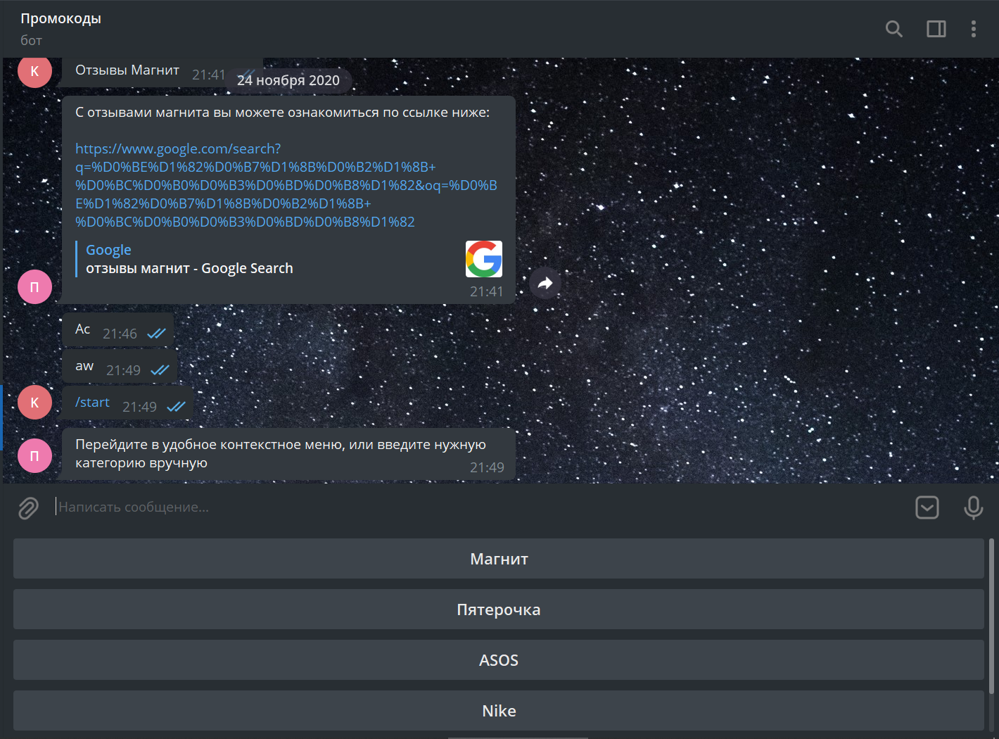 Промокоды
бот
K
Отзывы Магнит 21:41
24 ноября 2020
С отзывами магнита вы можете ознакомиться по ссылке ниже:
https://www.google.com/search?
q=%D0%BE%D1%82%D0%B7%D1%8B%D0%B2%D1%8B+
%D0%BC%D0%B0%D0%B3%D0%BD%D0%B8%D1%82&oq=%D0%B
E%D1%82%D0%B7%D1%8B%D0%B2%D1%8B+
%D0%BC%D0%B0%D0%B3%D0%BD%D0%B8%D1%82
Google
отзывы магнит - Google Search
21:41
П
Ас 21:46
aw 21:49
K
/start 21:49
Перейдите в удобное контекстное меню, или введите нужную
категорию вручную
21:49
П
Написать сообщение...
Магнит
Пятерочка
ASOS
Nike